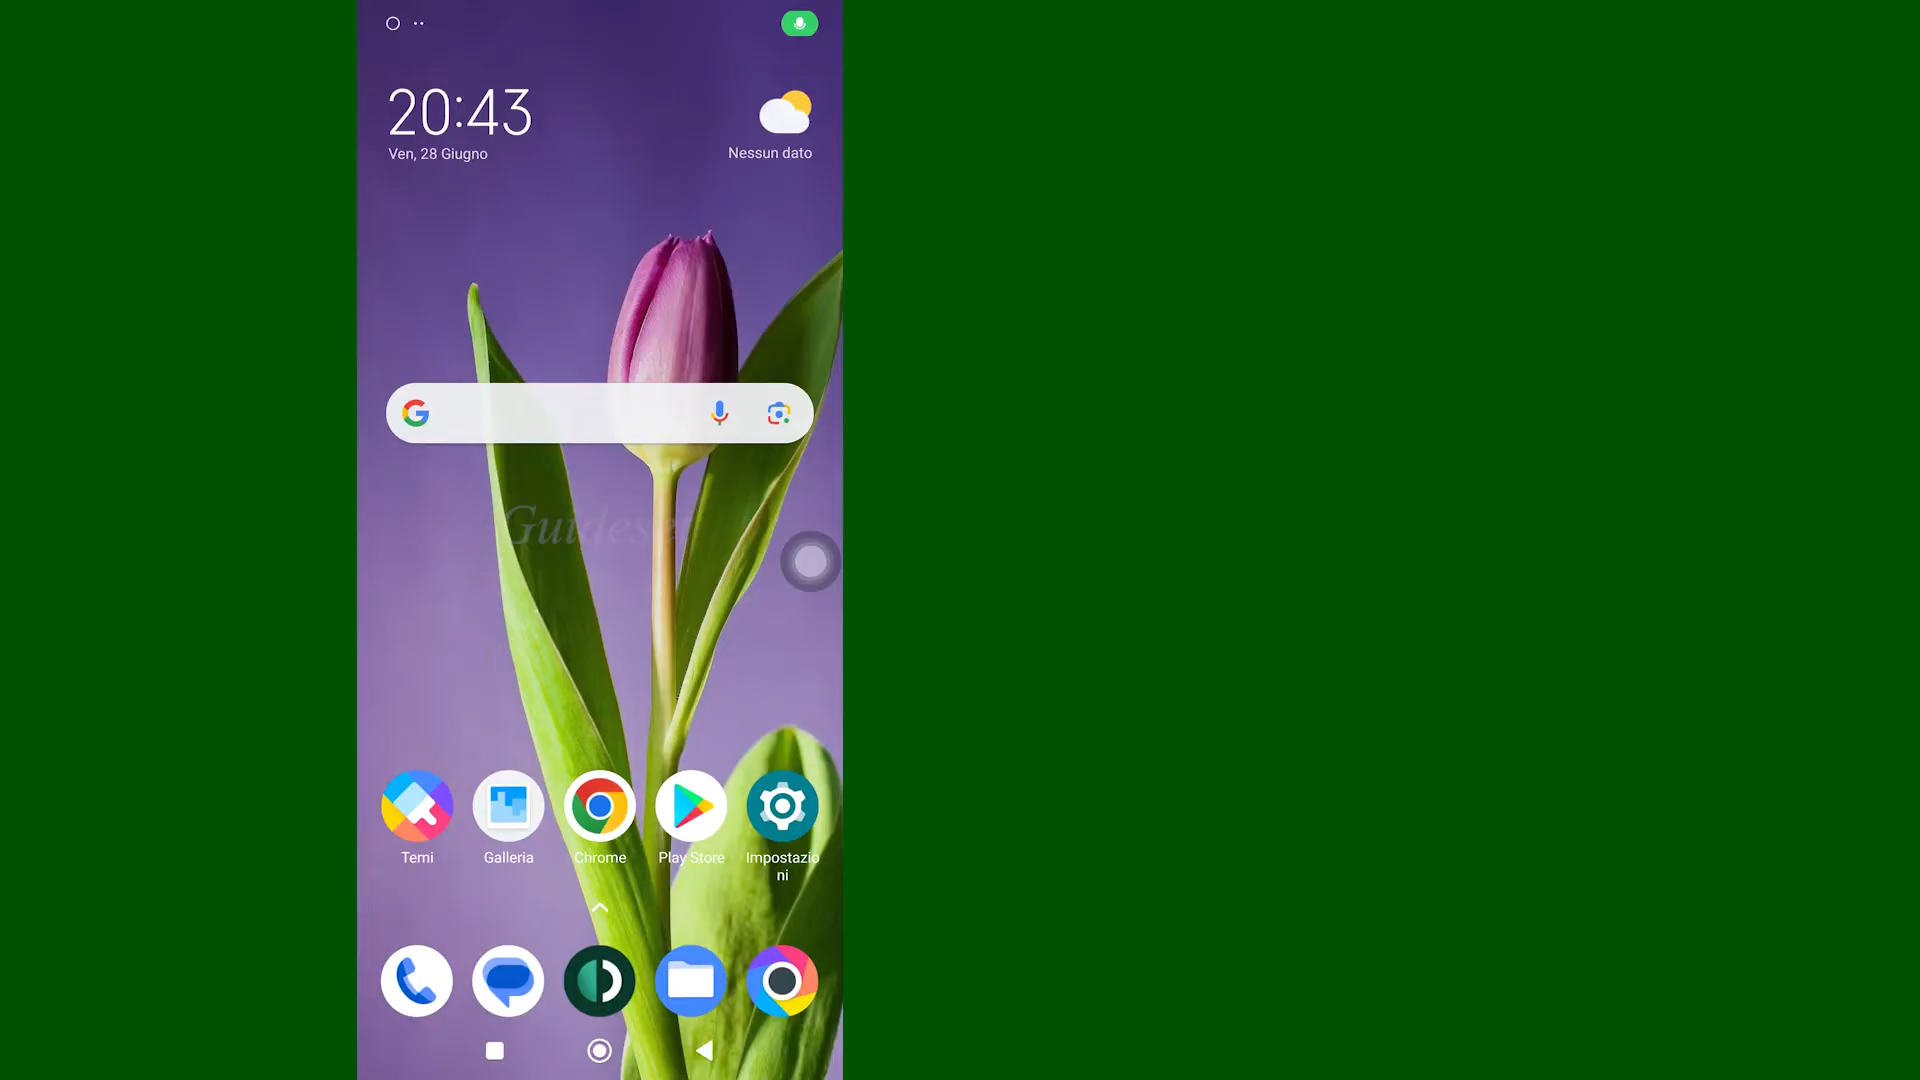 20:43
Ven, 28 Giugno
Nessun dato
Temi
Galleria
Chrome
Play Store
Impostazio
ni